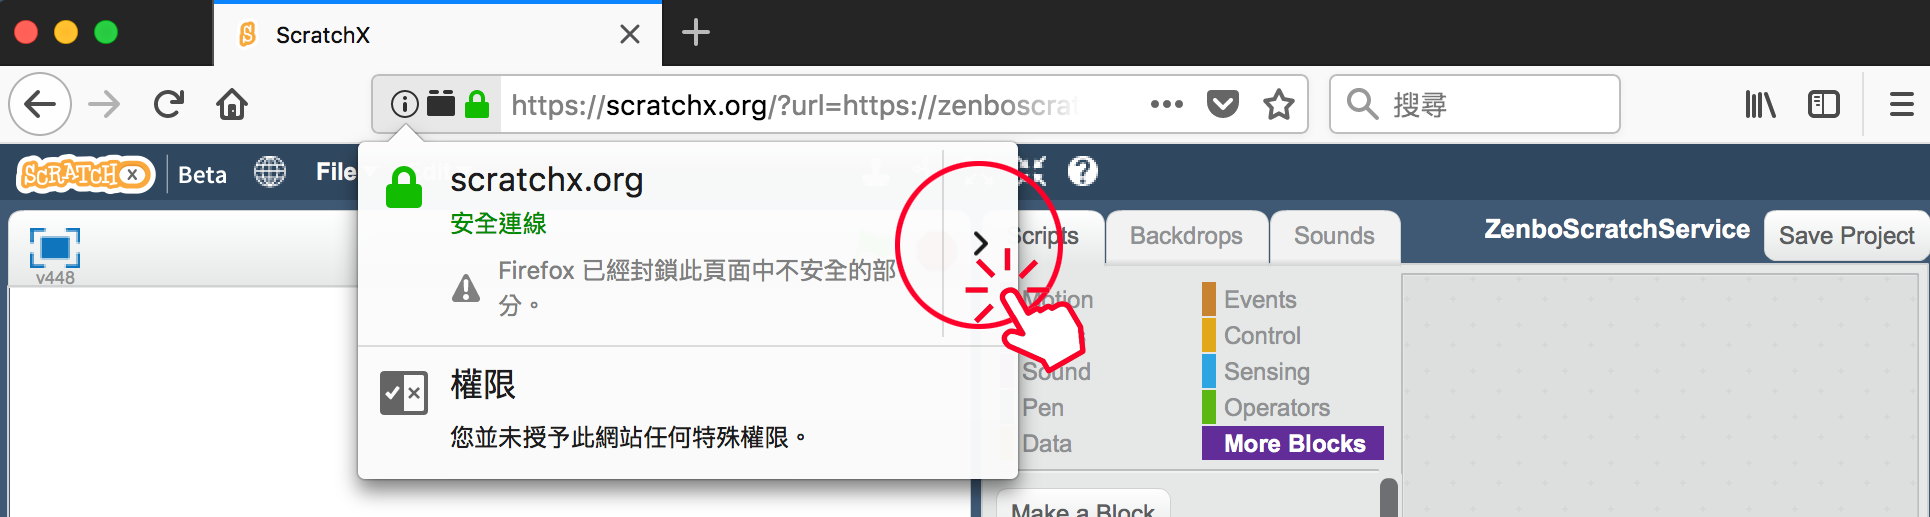 ScratchX
https://scratchx.org/?url=https://zenboscrat
搜尋
SCRATCHX
Beta
File
scratchx.org
安全連線
Firefox 已經封鎖此頁面中不安全的部
分。
權限
您並未授予此網站任何特殊權限。
v448
Scripts
Backdrops
Sounds
ZenboScratchService
Save Project
Motion
Events
Control
Sound
Sensing
Pen
Operators
Data
More Blocks
Make a Block